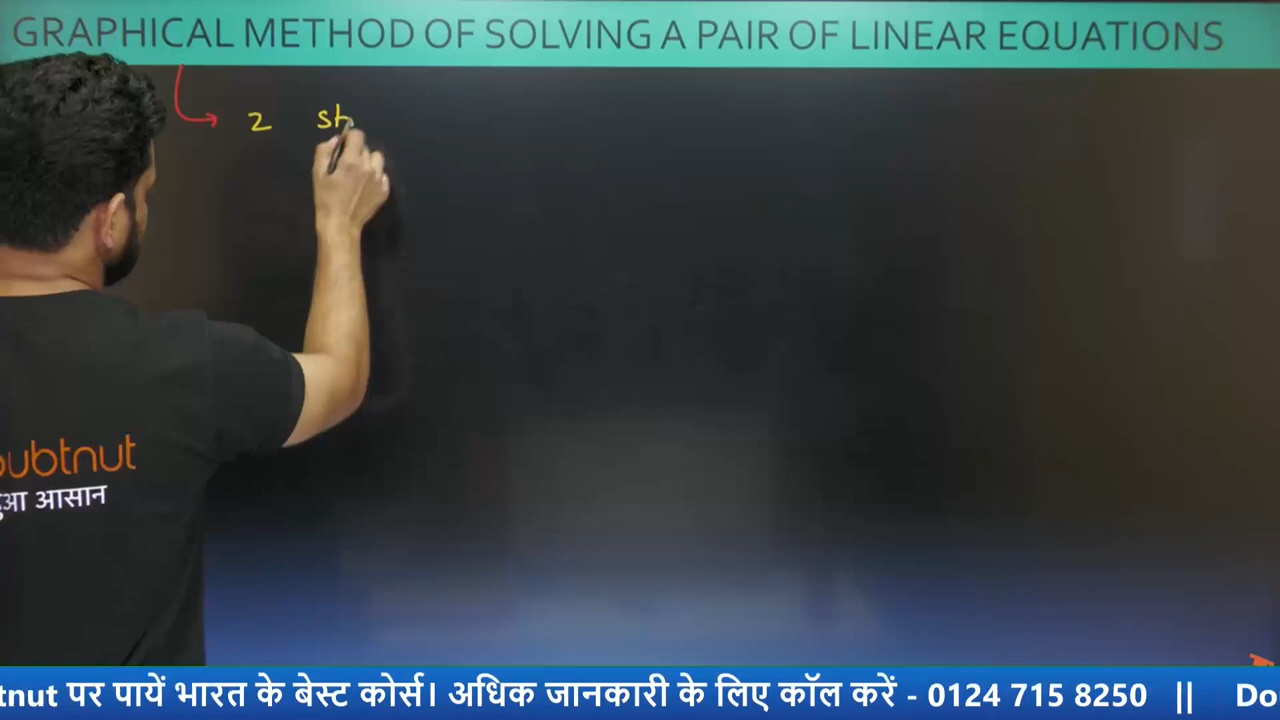 GRAPHICAL METHOD OF SOLVING A PAIR OF LINEAR EQUATIONS
2
oubtnut
हुआ आसान
tnut पर पायें भारत के बेस्ट कोर्स। अधिक जानकारी के लिए कॉल करें - 0124 715 8250 || Do